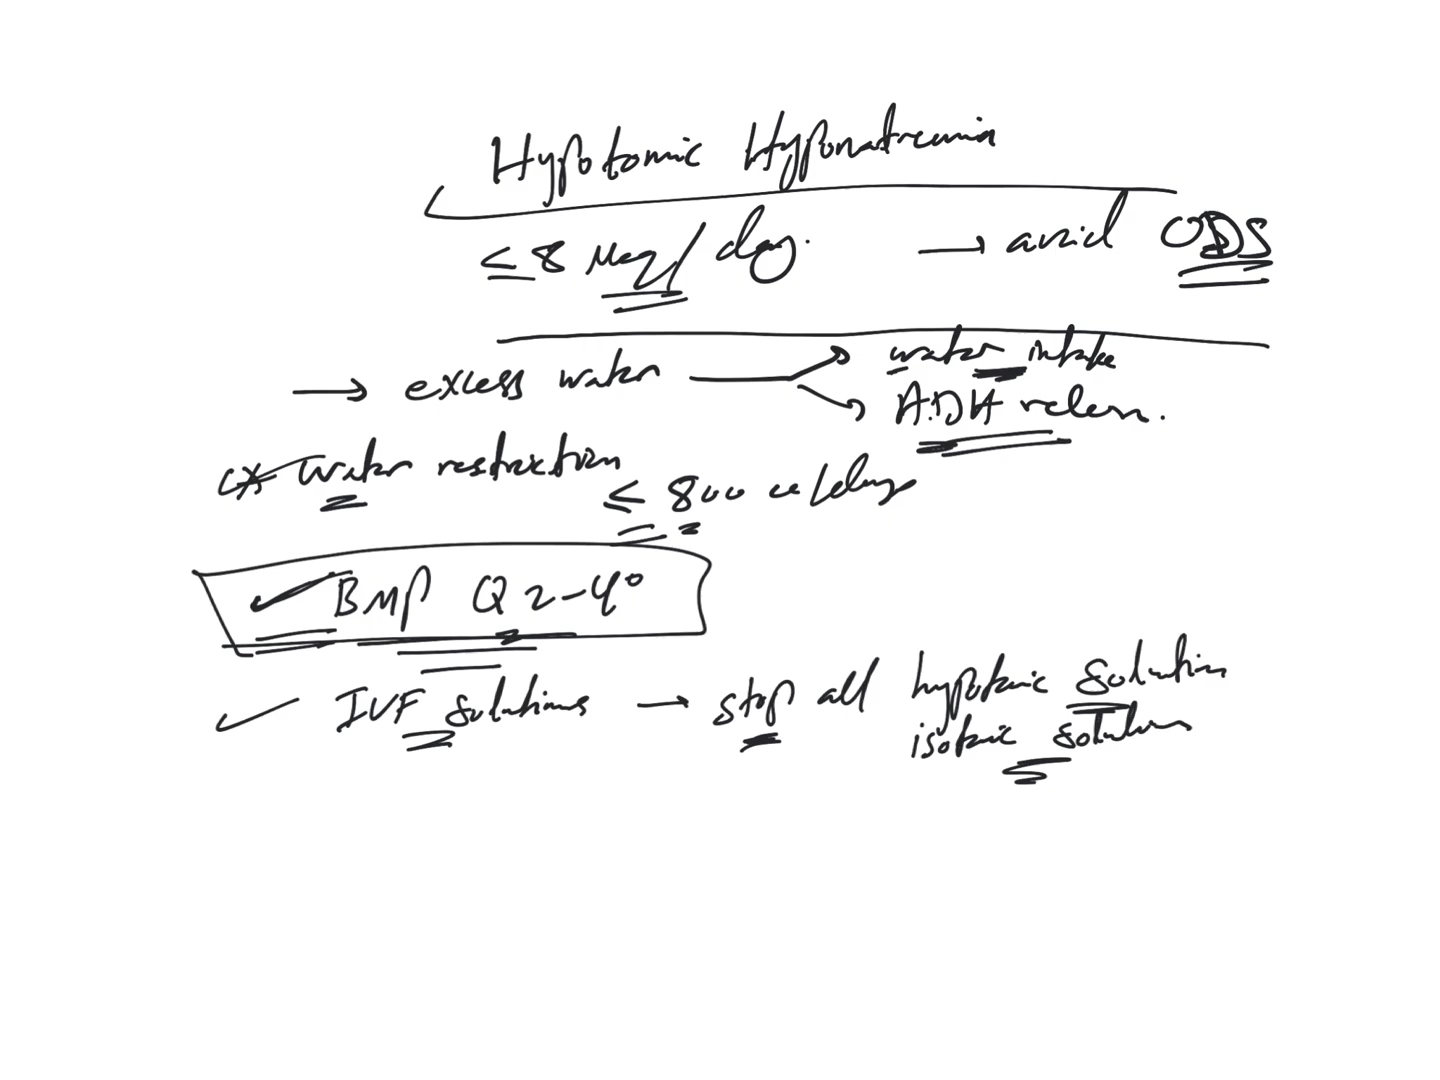 Hypotonic Hyponatremia
≤ 8 Meq/day. → avoid ODS
→ excess water → water intake
→ ADH release.
Water restriction
≤ 800 cc/day
✓ BMP Q 2-4°
✓ IVF solutions → stop all hypotonic solution
isotonic solutions